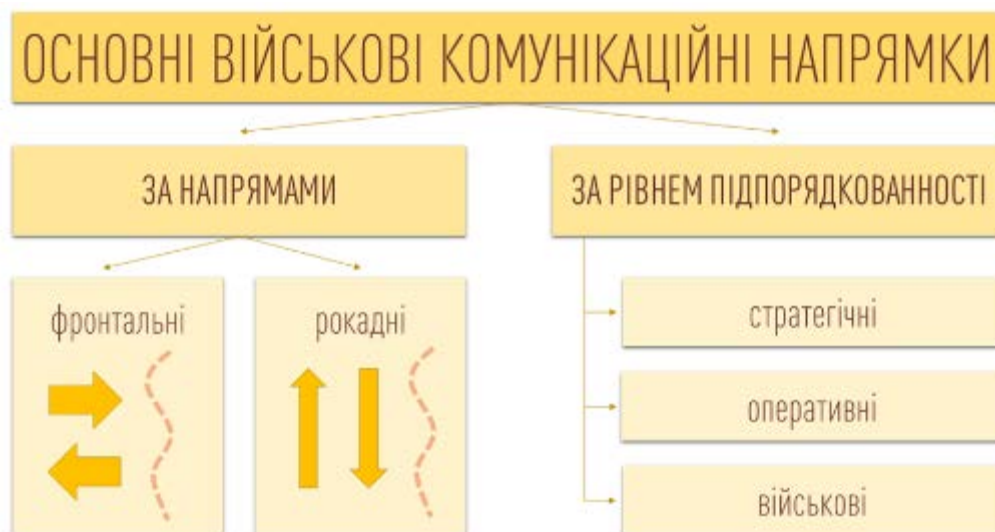 ОСНОВНІ ВІЙСЬКОВІ КОМУНІКАЦІЙНІ НАПРЯМКИ
ЗА НАПРЯМАМИ
ЗА РІВНЕМ ПІДПОРЯДКОВАННОСТІ
фронтальні
рокадні
стратегічні
оперативні
військові